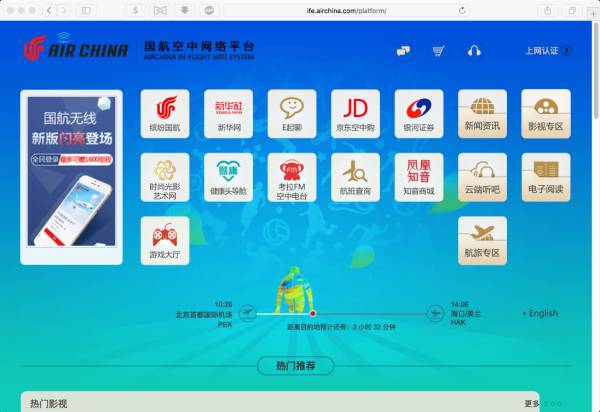 ife.airchina.com/platform/
AIR CHINA
国航空中网络平台
AIRCHINA IN-FLIGHT WIFI SYSTEM
上网认证
国航无线
新版闪亮登场
全网登录 最多可赠1600里程
缤纷国航
新华社
新华网
E起聊
JD
京东空中购
银河证券
新闻资讯
影视专区
时尚光影
艺术网
健康头等舱
FM
考拉FM
空中电台
航班查询
凤凰
知音
知音商城
云端听吧
电子阅读
游戏大厅
航旅专区
10:26
北京首都国际机场
PEK
14:06
海口/美兰
HAK
距离目的地预计还有: 2 小时 32 分钟
English
热门推荐
热门影视
更多